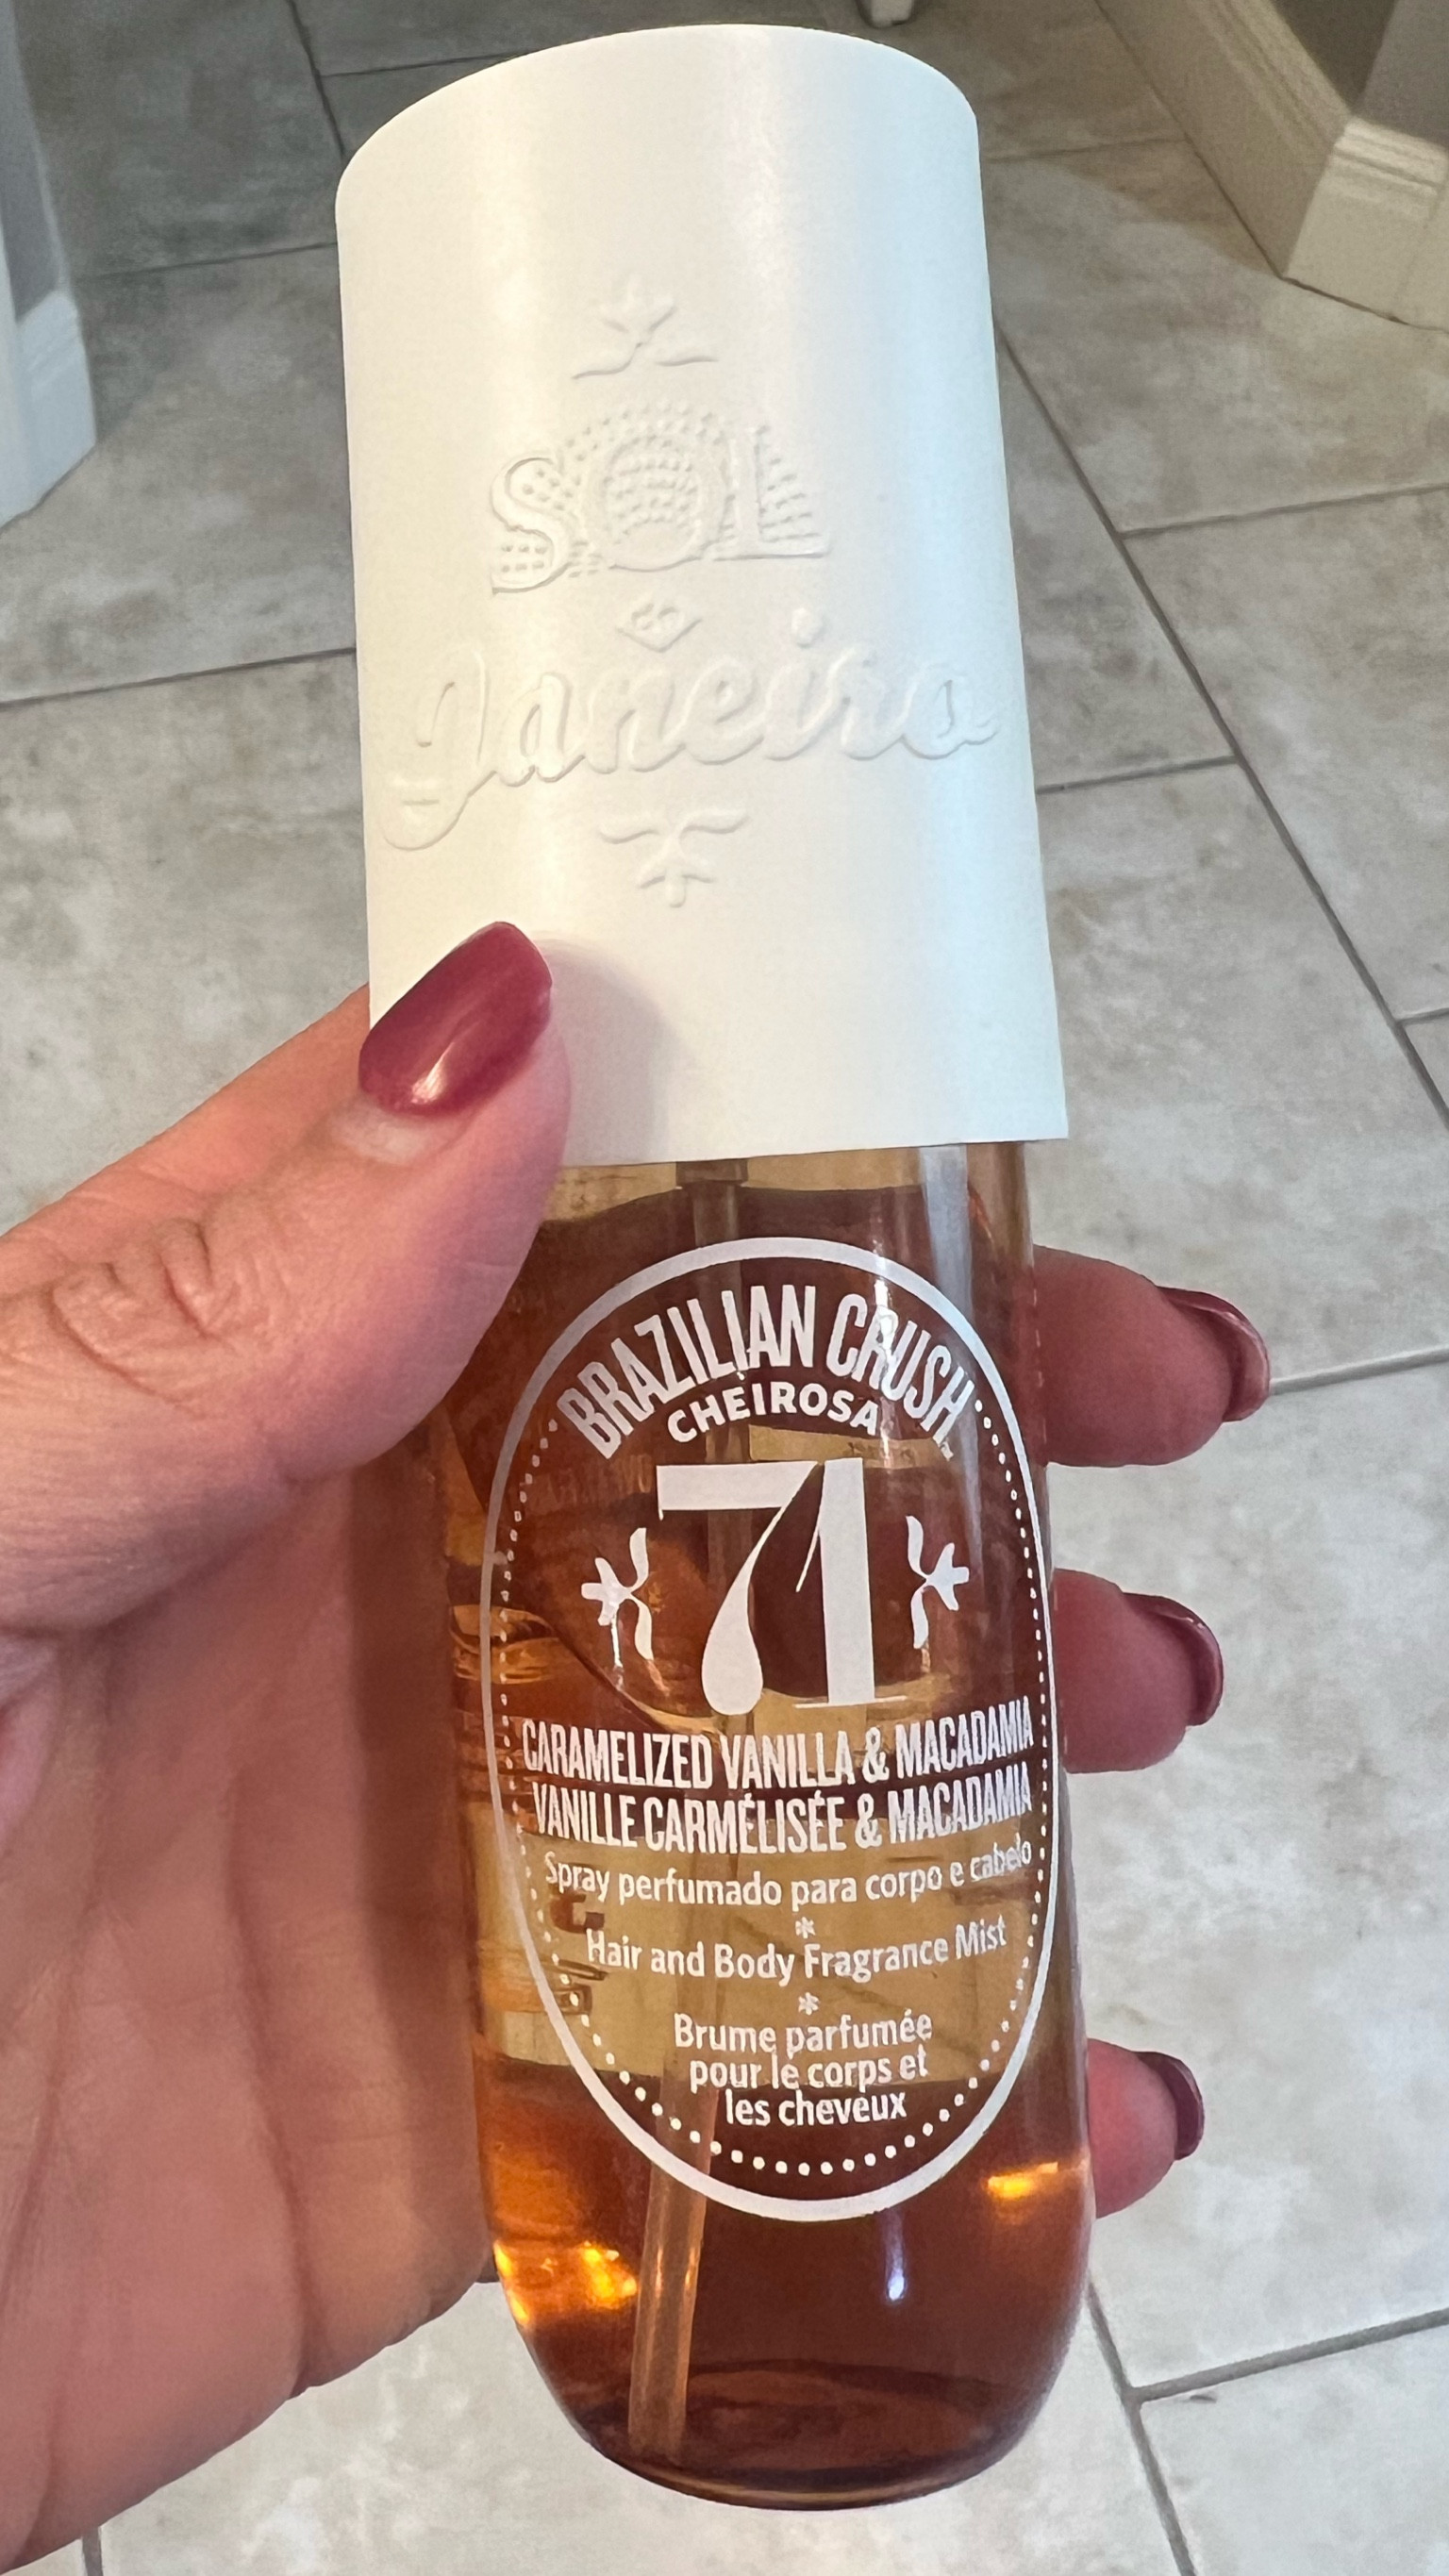 SOL
de
Janeiro
BRAZILIAN CRUSH
CHEIROSA
71
CARAMELIZED VANILLA & MACADAMIA
VANILLE CARMÉLISÉE & MACADAMIA
Spray perfumado para corpo e cabelo
*
Hair and Body Fragrance Mist
*
Brume parfumée
pour le corps et
les cheveux